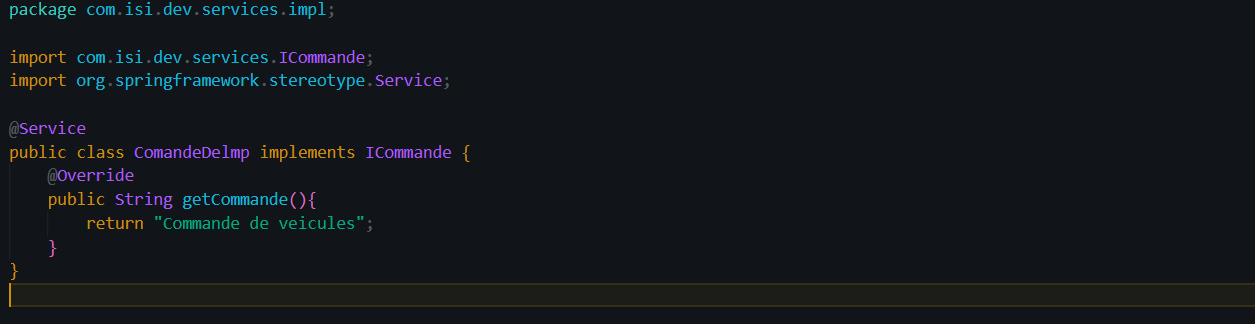 package com.isi.dev.services.impl;
import com.isi.dev.services.ICommande;
import org.springframework.stereotype.Service;
@Service
public class ComandeDeImp implements ICommande {
@Override
public String getCommande(){
return "Commande de veicules";
}
}